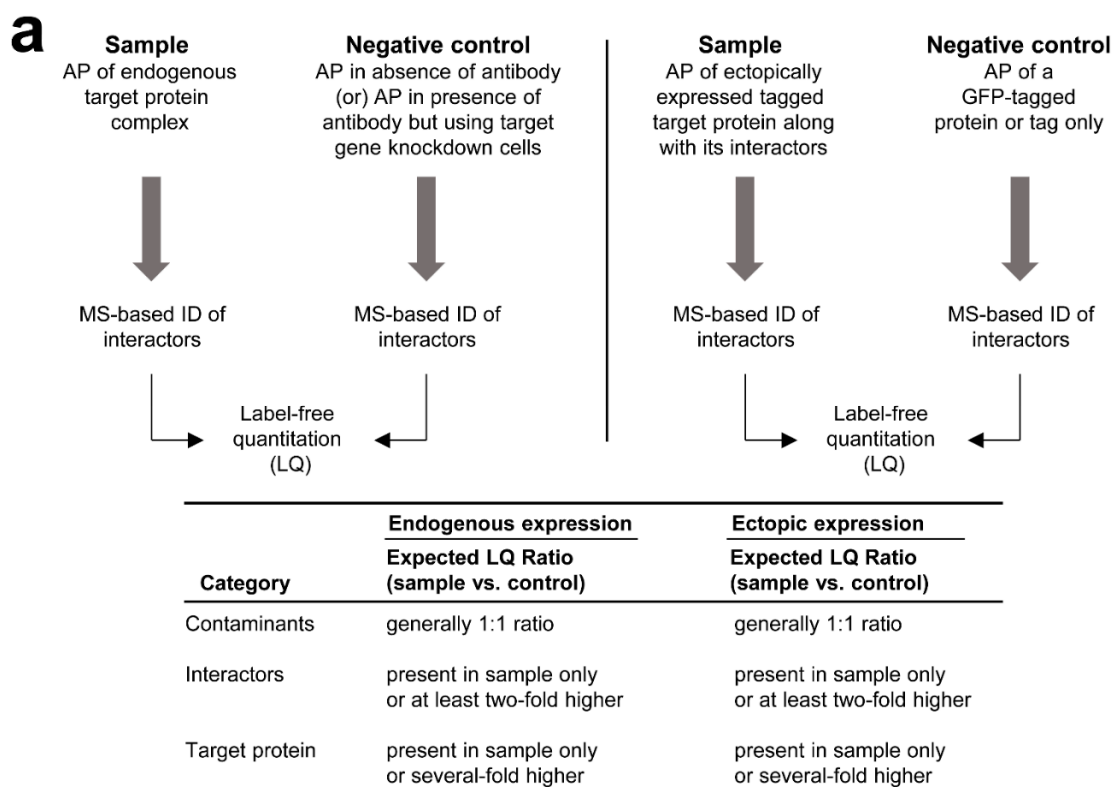 a
Sample
AP of endogenous
target protein
complex
Negative control
AP in absence of antibody
(or) AP in presence of
antibody but using target
gene knockdown cells
Sample
AP of ectopically
expressed tagged
target protein along
with its interactors
Negative control
AP of a
GFP-tagged
protein or tag only
MS-based ID of
interactors
MS-based ID of
interactors
MS-based ID of
interactors
MS-based ID of
interactors
Label-free
quantitation
(LQ)
Label-free
quantitation
(LQ)
Endogenous expression
Ectopic expression
Category
Expected LQ Ratio
(sample vs. control)
Expected LQ Ratio
(sample vs. control)
Contaminants
generally 1:1 ratio
generally 1:1 ratio
Interactors
present in sample only
or at least two-fold higher
present in sample only
or at least two-fold higher
Target protein
present in sample only
or several-fold higher
present in sample only
or several-fold higher